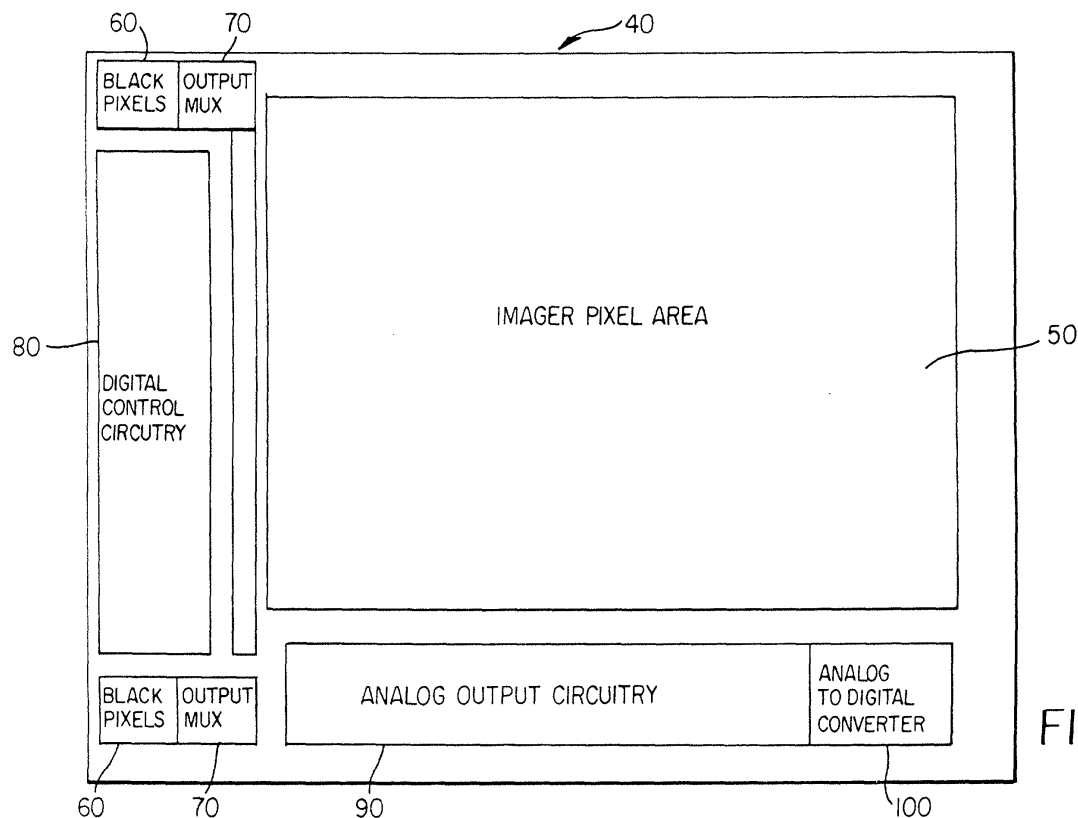 60
70
40
BLACK
PIXELS
OUTPUT
MUX
IMAGER PIXEL AREA
50
80
DIGITAL
CONTROL
CIRCUTRY
BLACK
PIXELS
OUTPUT
MUX
ANALOG OUTPUT CIRCUITRY
ANALOG
TO DIGITAL
CONVERTER
FI
60
70
90
100